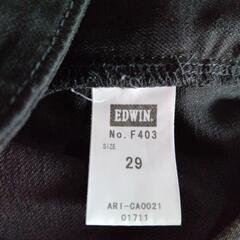 EDWIN.
No. F403
SIZE
29
ARI-CA0021
01711